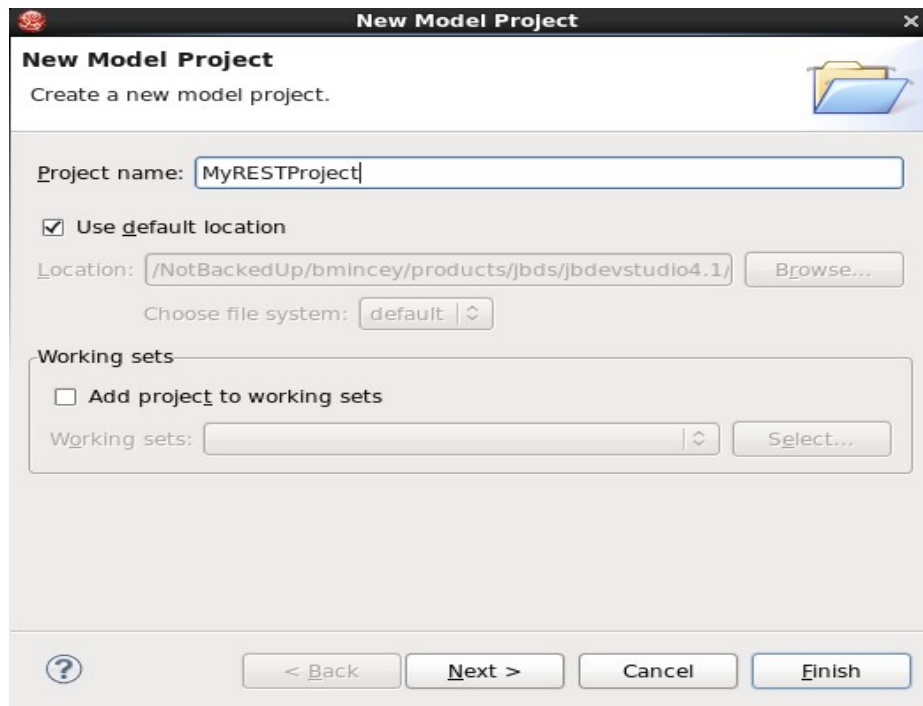 New Model Project
New Model Project
Create a new model project.
Project name: MyRESTProject
Use default location
Location: /NotBackedUp/bmincey/products/jbds/jbdevstudio4.1/ Browse...
Choose file system: default
Working sets
Add project to working sets
Working sets: Select...
? < Back Next > Cancel Finish